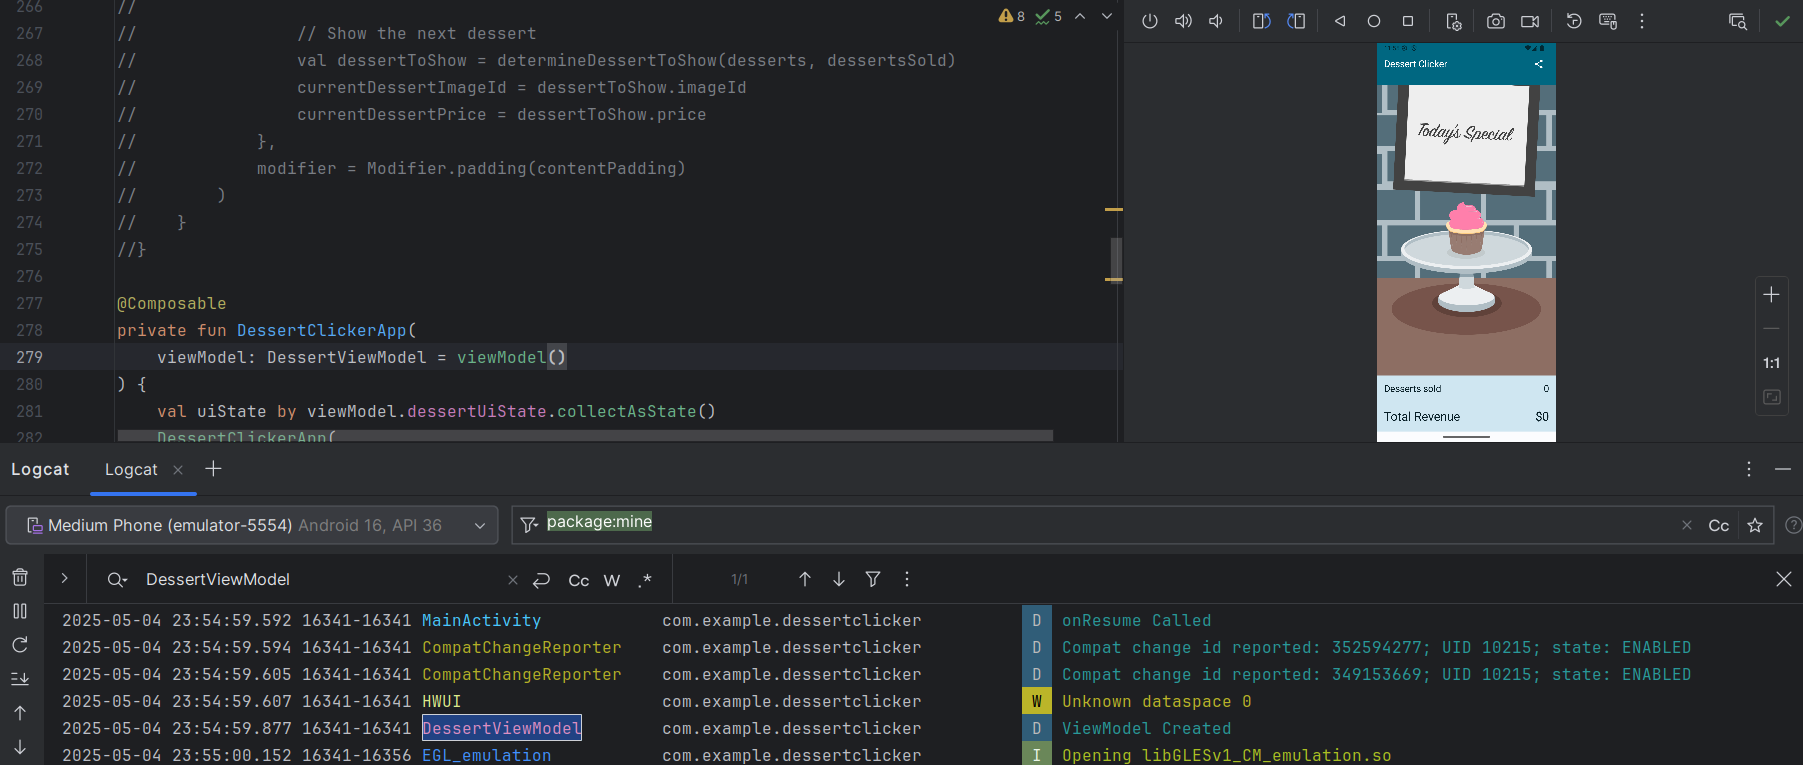 266 //
267 // // Show the next dessert
268 // val dessertToShow = determineDessertToShow(desserts, dessertsSold)
269 // currentDessertImageId = dessertToShow.imageId
270 // currentDessertPrice = dessertToShow.price
271 // },
272 // modifier = Modifier.padding(contentPadding)
273 // )
274 // }
275 //}
276
277 @Composable
278 private fun DessertClickerApp(
279 viewModel: DessertViewModel = viewModel()
280 ) {
281 val uiState by viewModel.dessertUiState.collectAsState()
282 DessertClickerApp(
8 5
Dessert Clicker
Today's Special
Desserts sold 0
Total Revenue $0
1:1
Logcat Logcat
Medium Phone (emulator-5554) Android 16, API 36
package:mine
Cc
DessertViewModel
Cc W .* 1/1
2025-05-04 23:54:59.592 16341-16341 MainActivity com.example.dessertclicker D onResume Called
2025-05-04 23:54:59.594 16341-16341 CompatChangeReporter com.example.dessertclicker D Compat change id reported: 352594277; UID 10215; state: ENABLED
2025-05-04 23:54:59.605 16341-16341 CompatChangeReporter com.example.dessertclicker D Compat change id reported: 349153669; UID 10215; state: ENABLED
2025-05-04 23:54:59.607 16341-16341 HWUI com.example.dessertclicker W Unknown dataspace 0
2025-05-04 23:54:59.877 16341-16341 DessertViewModel com.example.dessertclicker D ViewModel Created
2025-05-04 23:55:00.152 16341-16356 EGL_emulation com.example.dessertclicker I Opening libGLESv1_CM_emulation.so